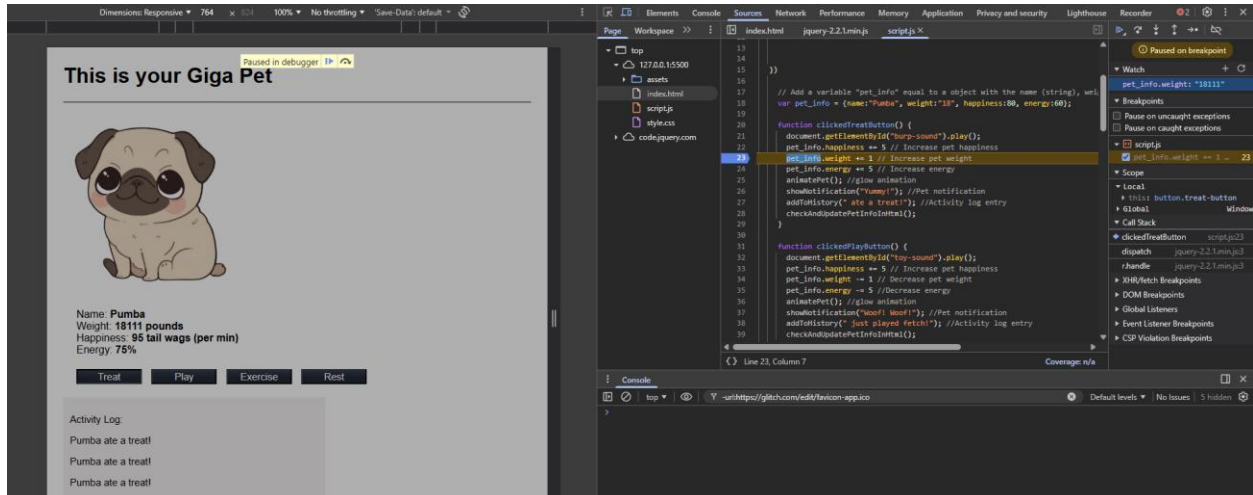 Dimensions: Responsive ▼ 764 x 824 100% ▼ No throttling ▼ 'Save-Data': default
Paused in debugger
This is your Giga Pet
Name: Pumba
Weight: 18111 pounds
Happiness: 95 tail wags (per min)
Energy: 75%
Treat Play Exercise Rest
Activity Log:
Pumba ate a treat!
Pumba ate a treat!
Pumba ate a treat!
Elements Console Sources Network Performance Memory Application Privacy and security Lighthouse Recorder 2
Page Workspace >>
top
127.0.0.1:5500
assets
index.html
script.js
style.css
code.jquery.com
index.html jquery-2.2.1.min.js script.js ×
13
14
15 })
16
17 // Add a variable "pet_info" equal to a object with the name (string), wei
18 var pet_info = {name:"Pumba", weight:"18", happiness:80, energy:60};
19
20 function clickedTreatButton() {
21 document.getElementById("burp-sound").play();
22 pet_info.happiness += 5 // Increase pet happiness
23 pet_info.weight += 1 // Increase pet weight
24 pet_info.energy += 5 // Increase energy
25 animatePet(); //glow animation
26 showNotification("Yummy!"); //Pet notification
27 addToHistory(" ate a treat!"); //Activity log entry
28 checkAndUpdatePetInfoInHtml();
29 }
30
31 function clickedPlayButton() {
32 document.getElementById("toy-sound").play();
33 pet_info.happiness += 5 // Increase pet happiness
34 pet_info.weight -= 1 // Decrease pet weight
35 pet_info.energy -= 5 //Decrease energy
36 animatePet(); //glow animation
37 showNotification("Woof! Woof!"); //Pet notification
38 addToHistory(" just played fetch!"); //Activity log entry
39 checkAndUpdatePetInfoInHtml();
{ } Line 23, Column 7 Coverage: n/a
Paused on breakpoint
Watch
pet_info.weight: "18111"
Breakpoints
Pause on uncaught exceptions
Pause on caught exceptions
script.js
pet_info.weight += 1 … 23
Scope
Local
this: button.treat-button
Global Window
Call Stack
clickedTreatButton script.js:23
dispatch jquery-2.2.1.min.js:3
r.handle jquery-2.2.1.min.js:3
XHR/fetch Breakpoints
DOM Breakpoints
Global Listeners
Event Listener Breakpoints
CSP Violation Breakpoints
Console
top ▼ -url:https://glitch.com/edit/favicon-app.ico Default levels ▼ No Issues 5 hidden